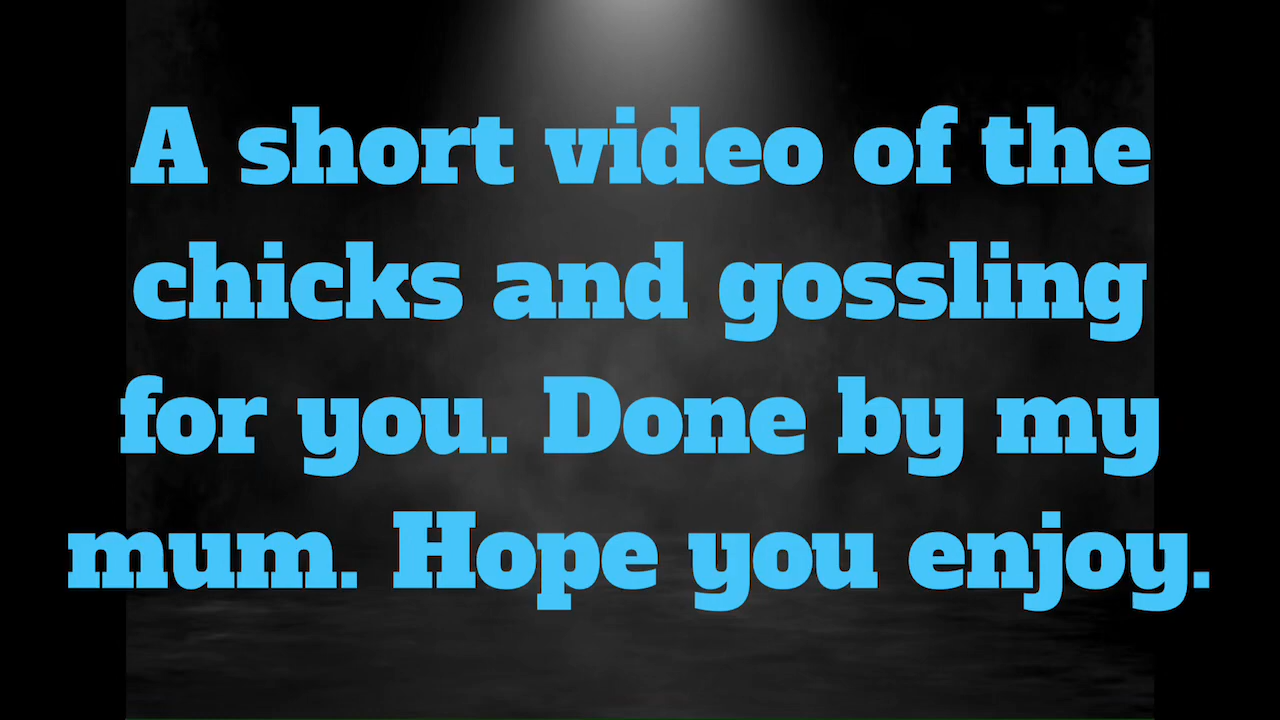 A short video of the
chicks and gossling
for you. Done by my
mum. Hope you enjoy.